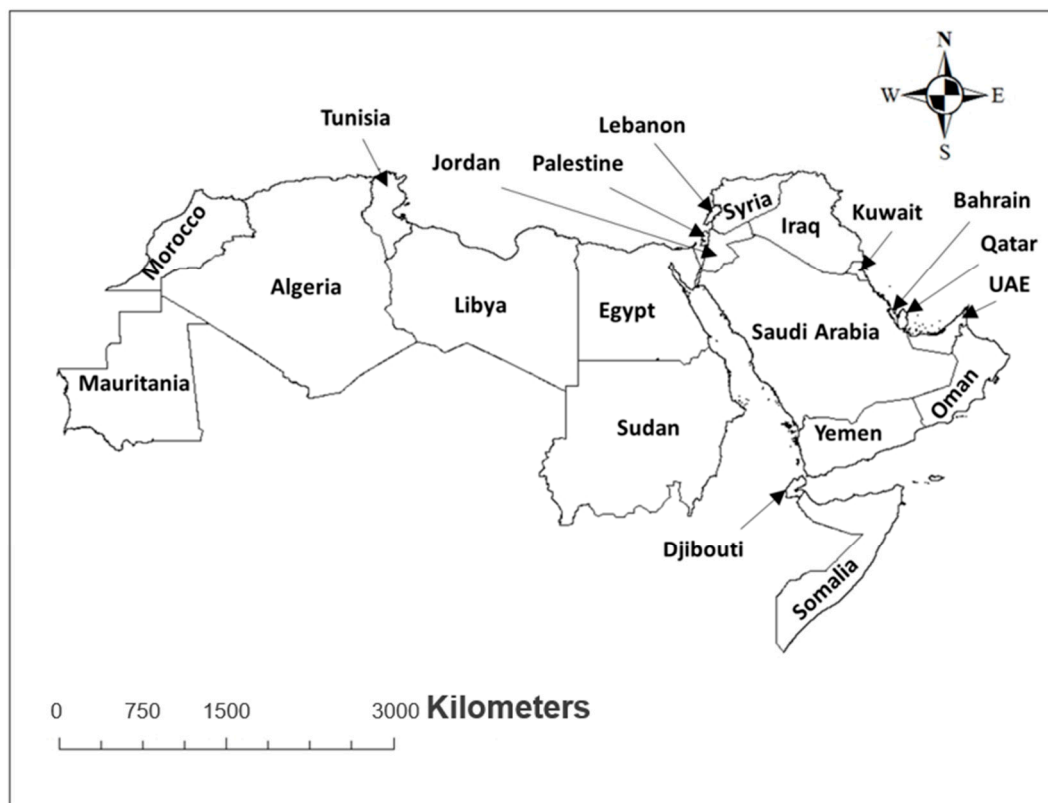 N
W
E
S
Tunisia
Lebanon
Jordan
Palestine
Syria
Iraq
Kuwait
Bahrain
Qatar
UAE
Morocco
Algeria
Libya
Egypt
Saudi Arabia
Mauritania
Sudan
Yemen
Oman
Djibouti
Somalia
0 750 1500 3000 Kilometers